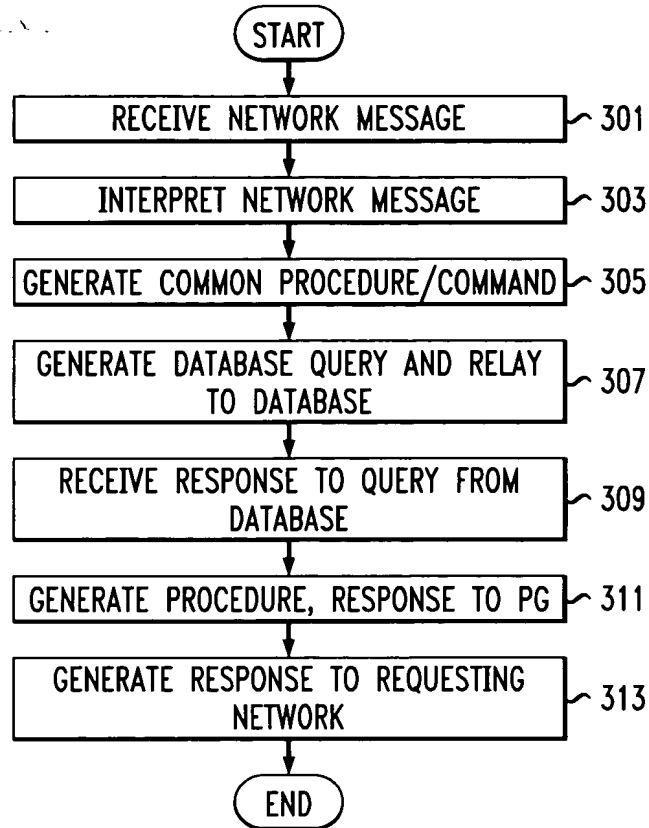 START
RECEIVE NETWORK MESSAGE 301
INTERPRET NETWORK MESSAGE 303
GENERATE COMMON PROCEDURE/COMMAND 305
GENERATE DATABASE QUERY AND RELAY
TO DATABASE 307
RECEIVE RESPONSE TO QUERY FROM
DATABASE 309
GENERATE PROCEDURE, RESPONSE TO PG 311
GENERATE RESPONSE TO REQUESTING
NETWORK 313
END